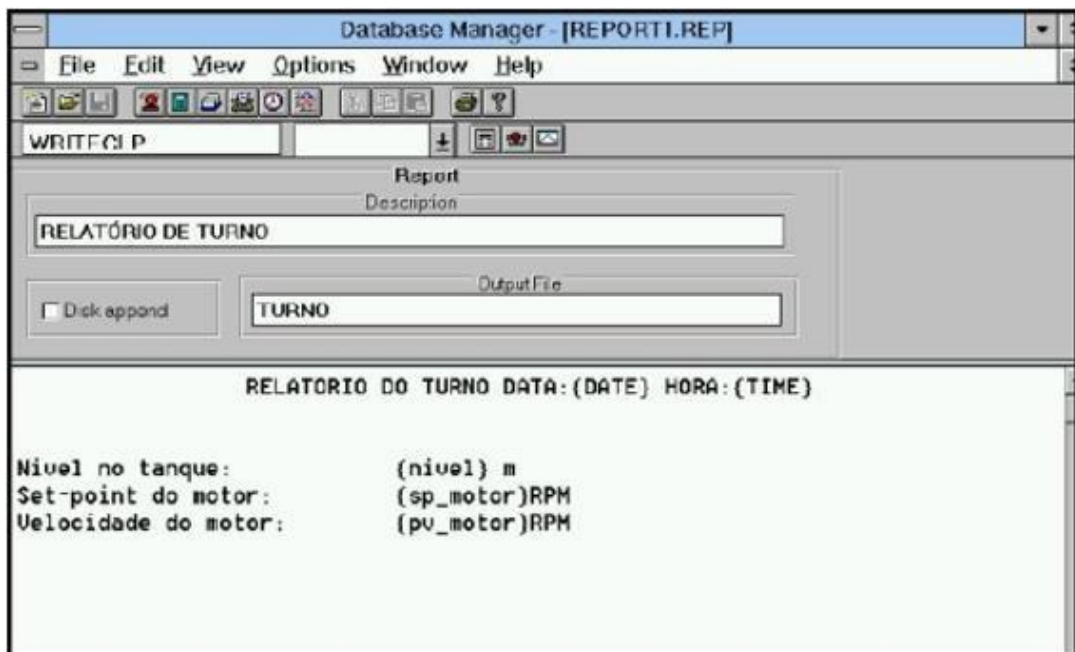 Database Manager - [REPORT1.REP]
File Edit View Options Window Help
WRITECLP
Report
Description
RELATÓRIO DE TURNO
Output File
Disk append
TURNO
RELATORIO DO TURNO DATA:{DATE} HORA:{TIME}
Nivel no tanque: {nivel} m
Set-point do motor: {sp_motor}RPM
Velocidade do motor: {pv_motor}RPM